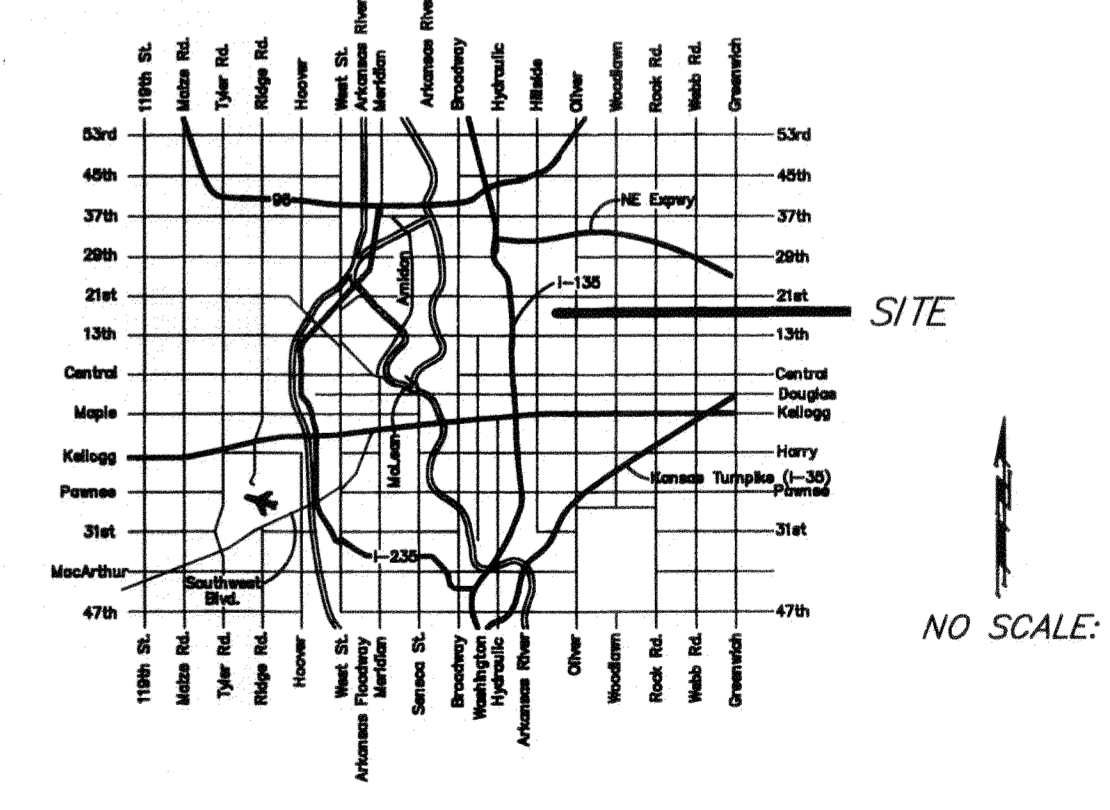 119th St.
Maize Rd.
Tyler Rd.
Ridge Rd.
Hoover
West St.
Arkansas River
Meridian
Arkansas River
Broadway
Hydraulic
Hillside
Oliver
Woodlawn
Rock Rd.
Webb Rd.
Greenwich
53rd
53rd
45th
45th
96
NE Expwy
37th
37th
29th
29th
Amidon
I-135
21st
21st
SITE
13th
13th
Central
Central
Douglas
Maple
Kellogg
McLean
Kellogg
Harry
Kansas Turnpike (I-35)
Pawnee
Pawnee
31st
31st
I-235
MacArthur
Southwest
Blvd.
47th
47th
NO SCALE:
119th St.
Maize Rd.
Tyler Rd.
Ridge Rd.
Hoover
West St.
Arkansas Floodway
Meridian
Seneca St.
Broadway
Washington
Hydraulic
Arkansas River
Oliver
Woodlawn
Rock Rd.
Webb Rd.
Greenwich